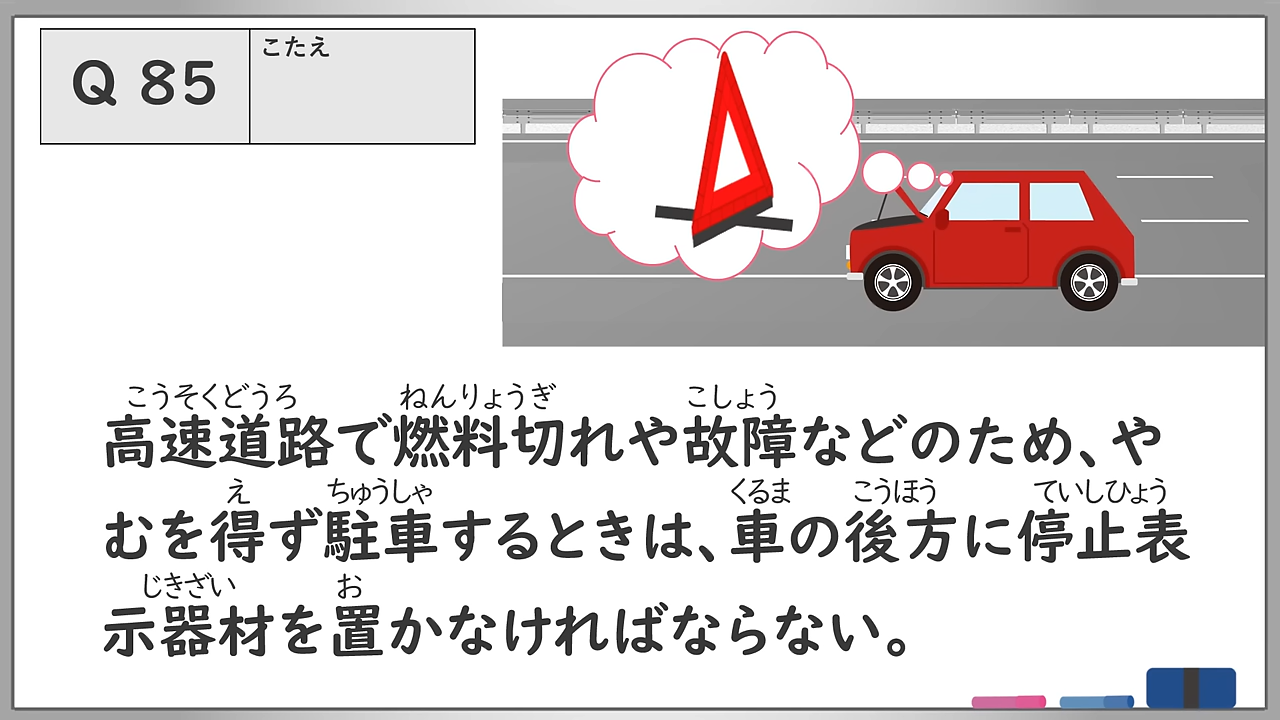 Q 85
こたえ
こうそくどうろ ねんりょうぎ こしょう
高速道路で燃料切れや故障などのため、や
え ちゅうしゃ くるま こうほう ていしひょう
むを得ず駐車するときは、車の後方に停止表
じきざい お
示器材を置かなければならない。